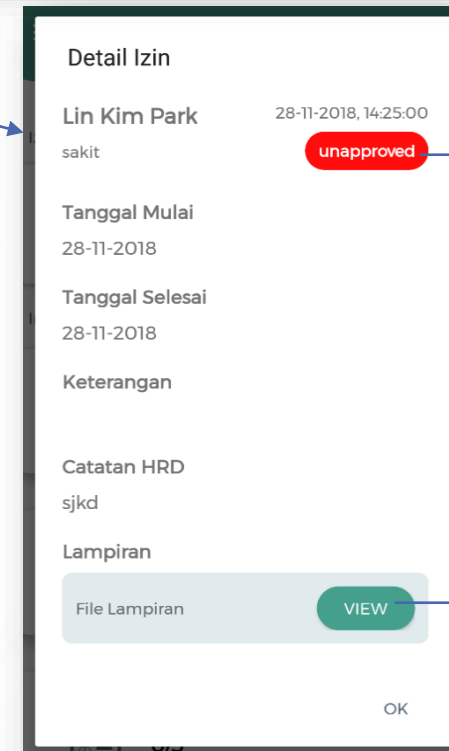 Detail Izin
Lin Kim Park
28-11-2018, 14:25:00
sakit
unapproved
Tanggal Mulai
28-11-2018
Tanggal Selesai
28-11-2018
Keterangan
Catatan HRD
sjkd
Lampiran
File Lampiran
VIEW
OK